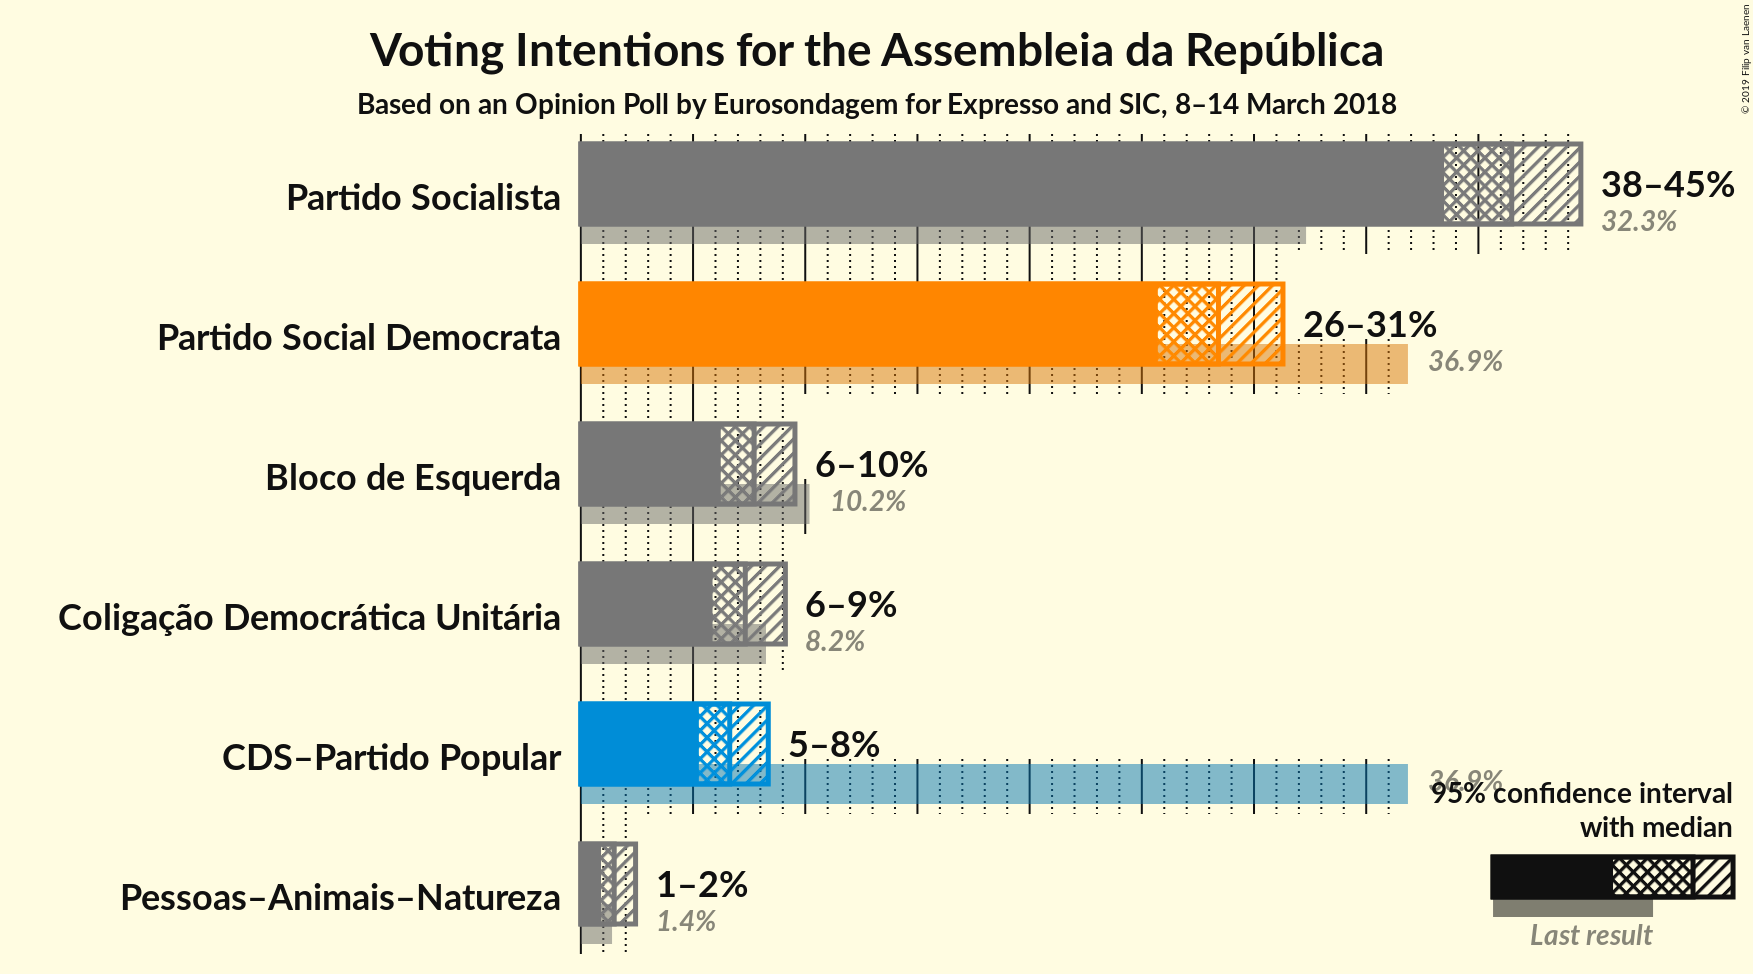 Voting Intentions for the Assembleia da República
Based on an Opinion Poll by Eurosondagem for Expresso and SIC, 8–14 March 2018
© 2019 Filip van Laenen
Partido Socialista
38–45%
32.3%
Partido Social Democrata
26–31%
36.9%
Bloco de Esquerda
6–10%
10.2%
Coligação Democrática Unitária
6–9%
8.2%
CDS–Partido Popular
5–8%
36.9%
95% confidence interval
with median
Pessoas–Animais–Natureza
1–2%
1.4%
Last result